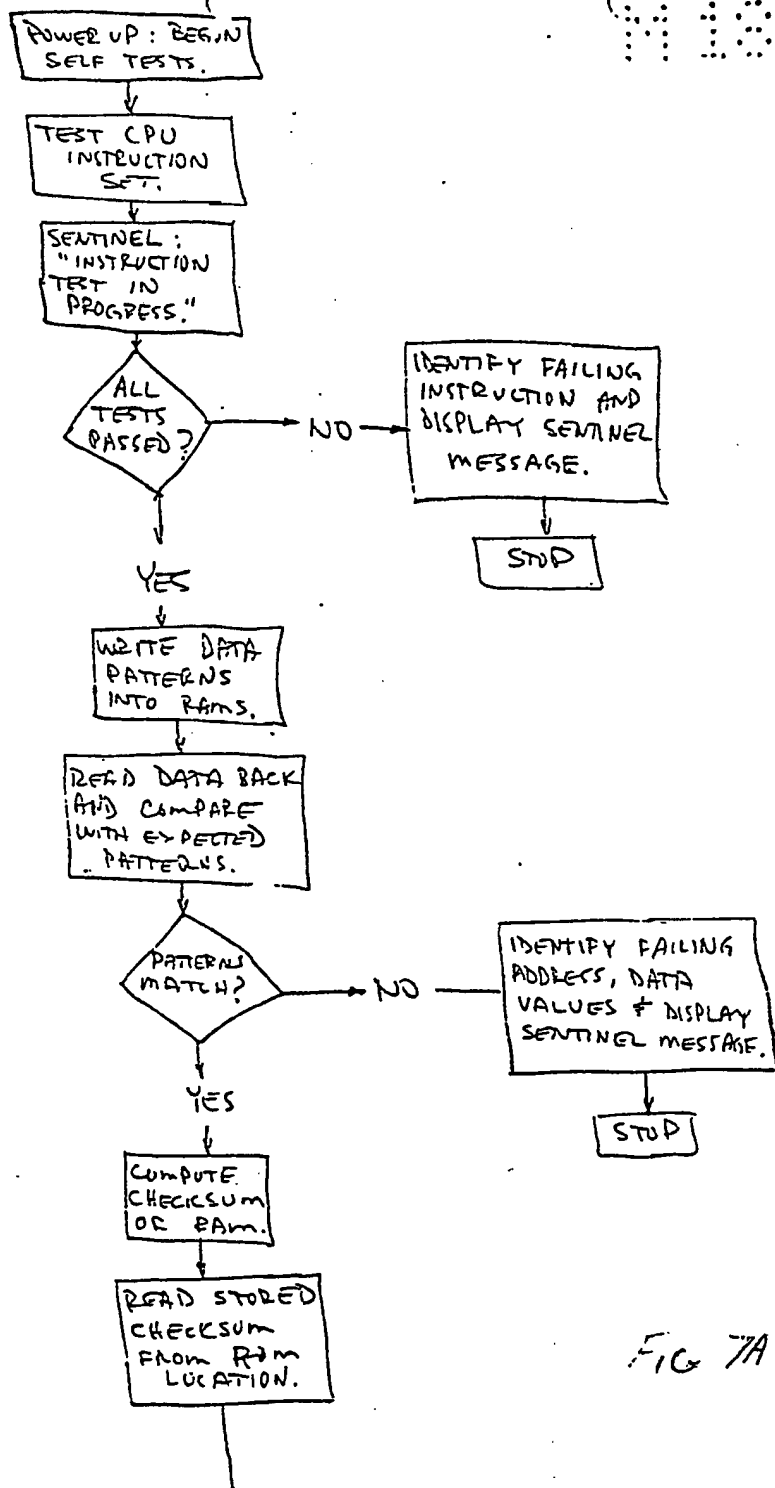 POWER UP: BEGIN
SELF TESTS.
TEST CPU
INSTRUCTION
SET.
SENTINEL:
"INSTRUCTION
TEST IN
PROGRESS."
ALL
TESTS
PASSED?
NO
IDENTIFY FAILING
INSTRUCTION AND
DISPLAY SENTINEL
MESSAGE.
STOP
YES
WRITE DATA
PATTERNS
INTO RAMS.
READ DATA BACK
AND COMPARE
WITH EXPECTED
PATTERNS.
PATTERNS
MATCH?
NO
IDENTIFY FAILING
ADDRESS, DATA
VALUES & DISPLAY
SENTINEL MESSAGE.
STOP
YES
COMPUTE
CHECKSUM
OF RAM.
READ STORED
CHECKSUM
FROM ROM
LOCATION.
FIG 7A